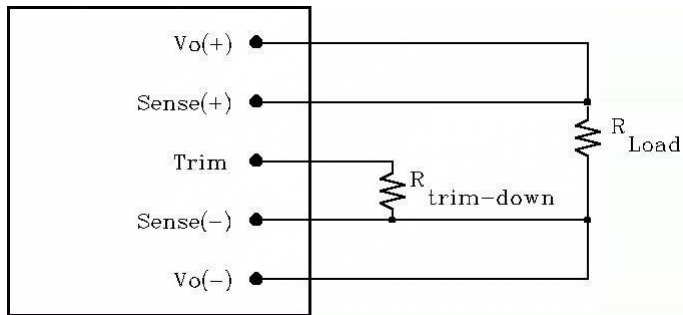 Vo(+)
Sense(+)
R
Load
Trim
R
trim-down
Sense(-)
Vo(-)